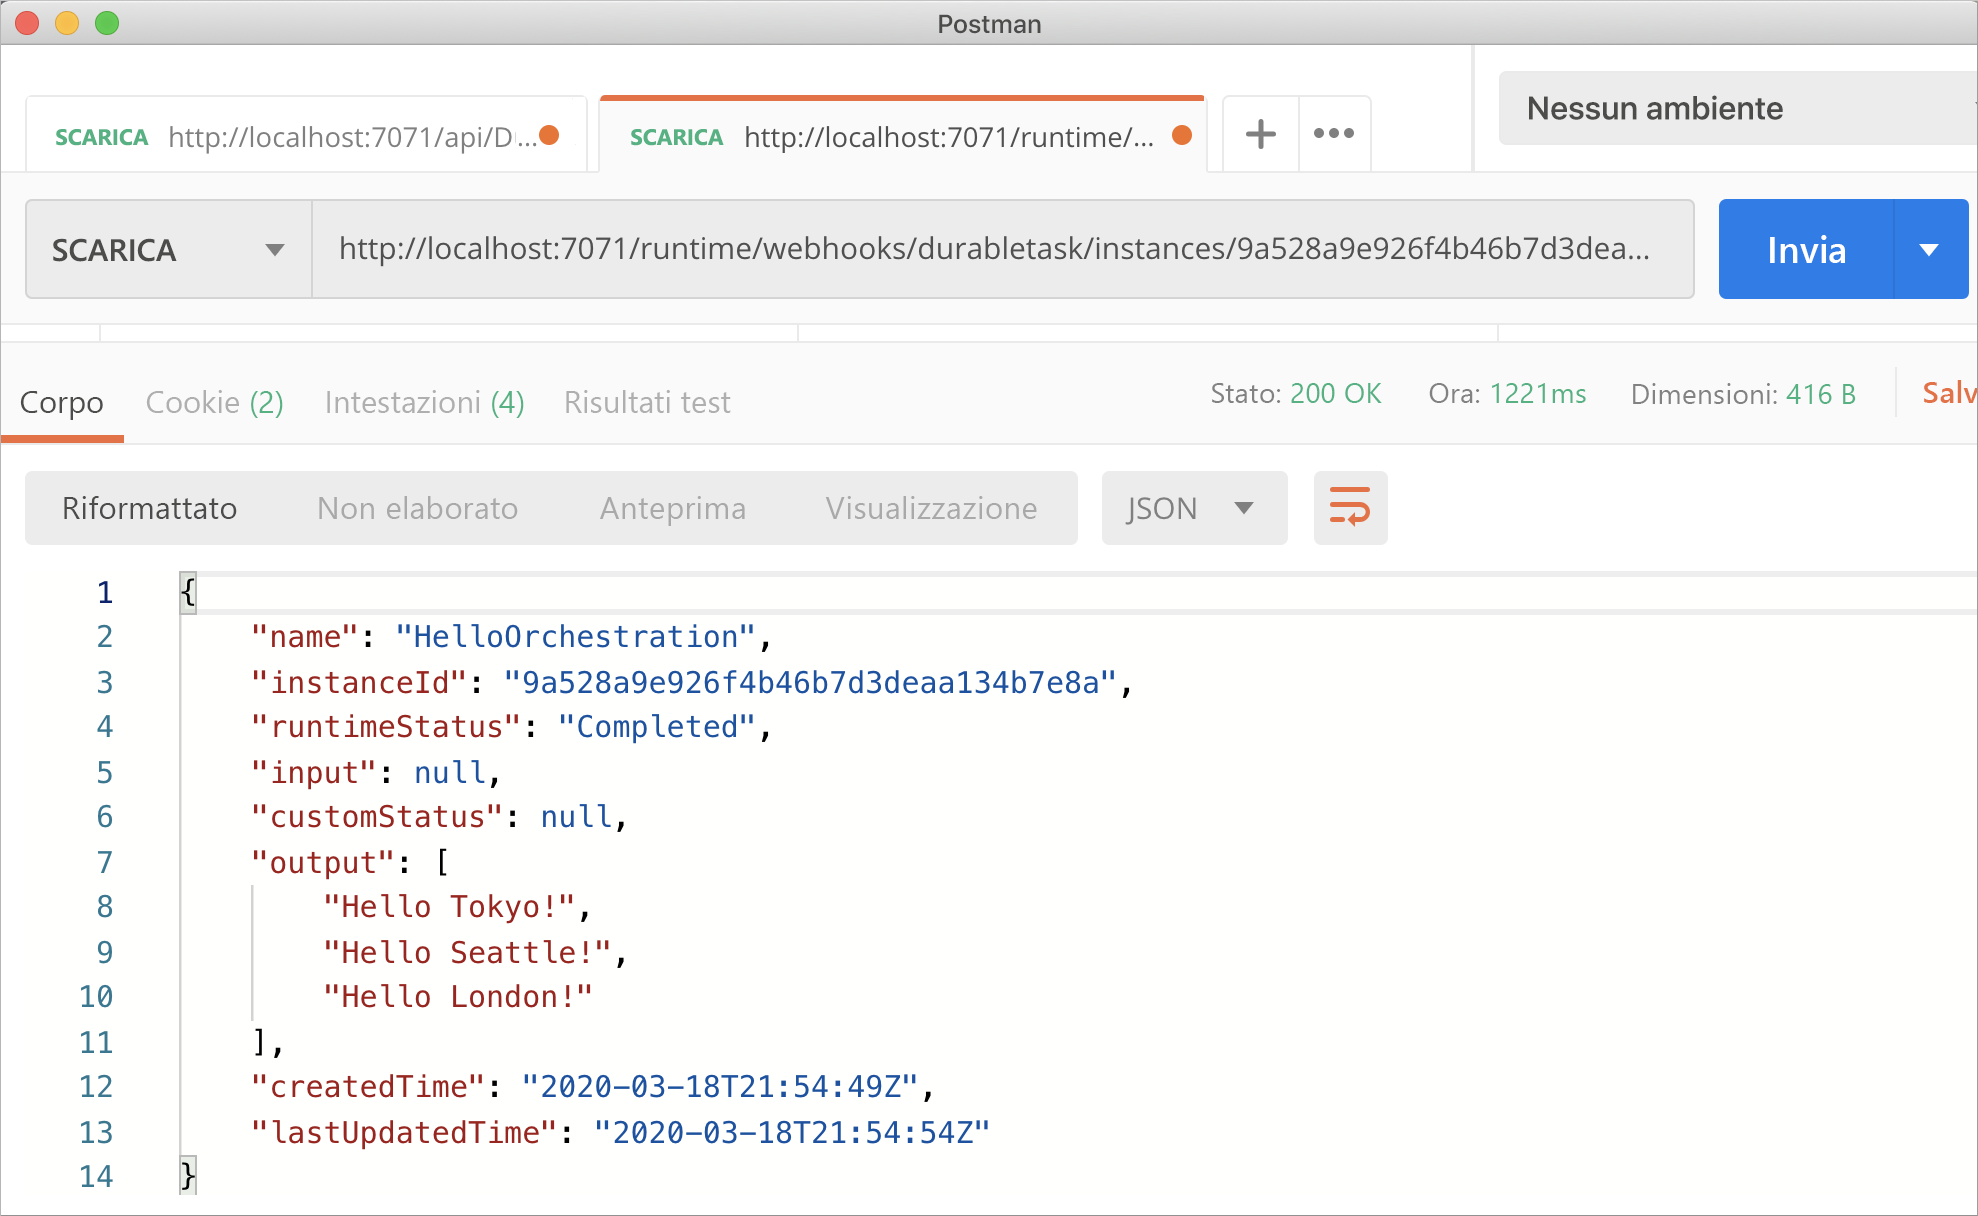 Postman
SCARICA http://localhost:7071/api/D...
SCARICA http://localhost:7071/runtime/...
Nessun ambiente
SCARICA http://localhost:7071/runtime/webhooks/durabletask/instances/9a528a9e926f4b46b7d3dea... Invia
Corpo Cookie (2) Intestazioni (4) Risultati test Stato: 200 OK Ora: 1221ms Dimensioni: 416 B Salv
Riformattato Non elaborato Anteprima Visualizzazione JSON
1 {
2 "name": "HelloOrchestration",
3 "instanceId": "9a528a9e926f4b46b7d3deaa134b7e8a",
4 "runtimeStatus": "Completed",
5 "input": null,
6 "customStatus": null,
7 "output": [
8 "Hello Tokyo!",
9 "Hello Seattle!",
10 "Hello London!"
11 ],
12 "createdTime": "2020-03-18T21:54:49Z",
13 "lastUpdatedTime": "2020-03-18T21:54:54Z"
14 }